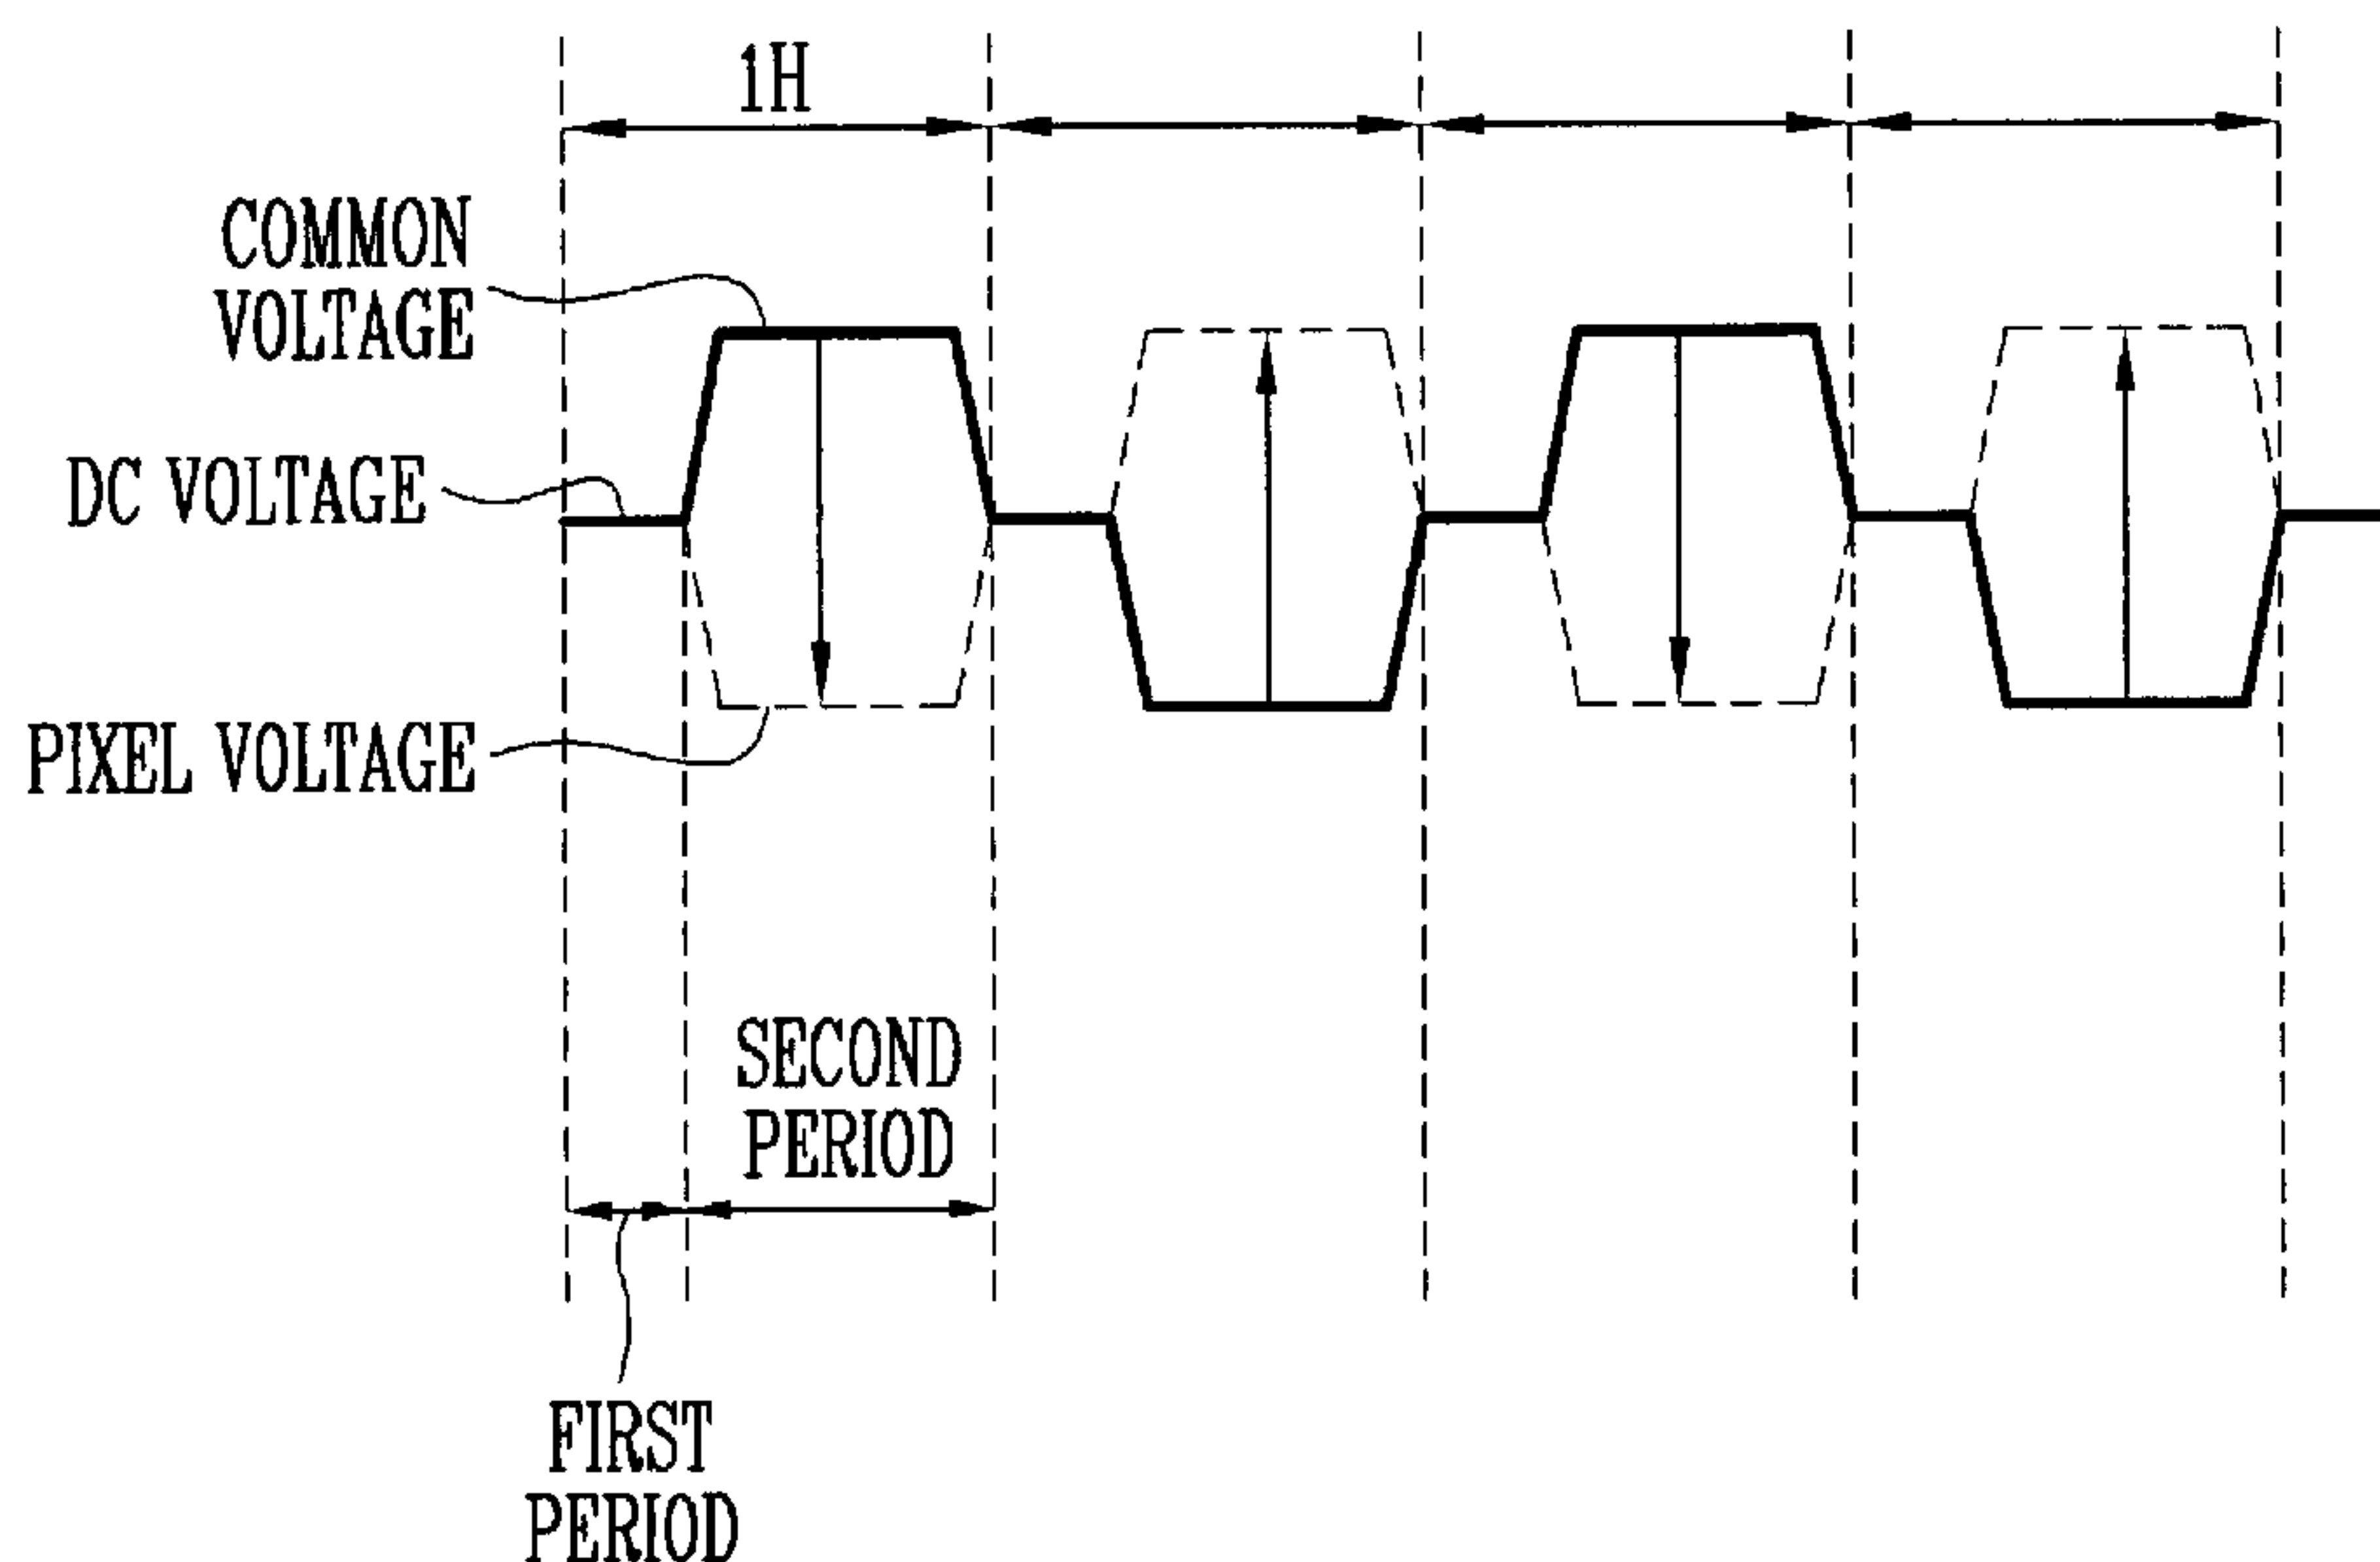 1H
COMMON
VOLTAGE
DC VOLTAGE
PIXEL VOLTAGE
SECOND
PERIOD
FIRST
PERIOD